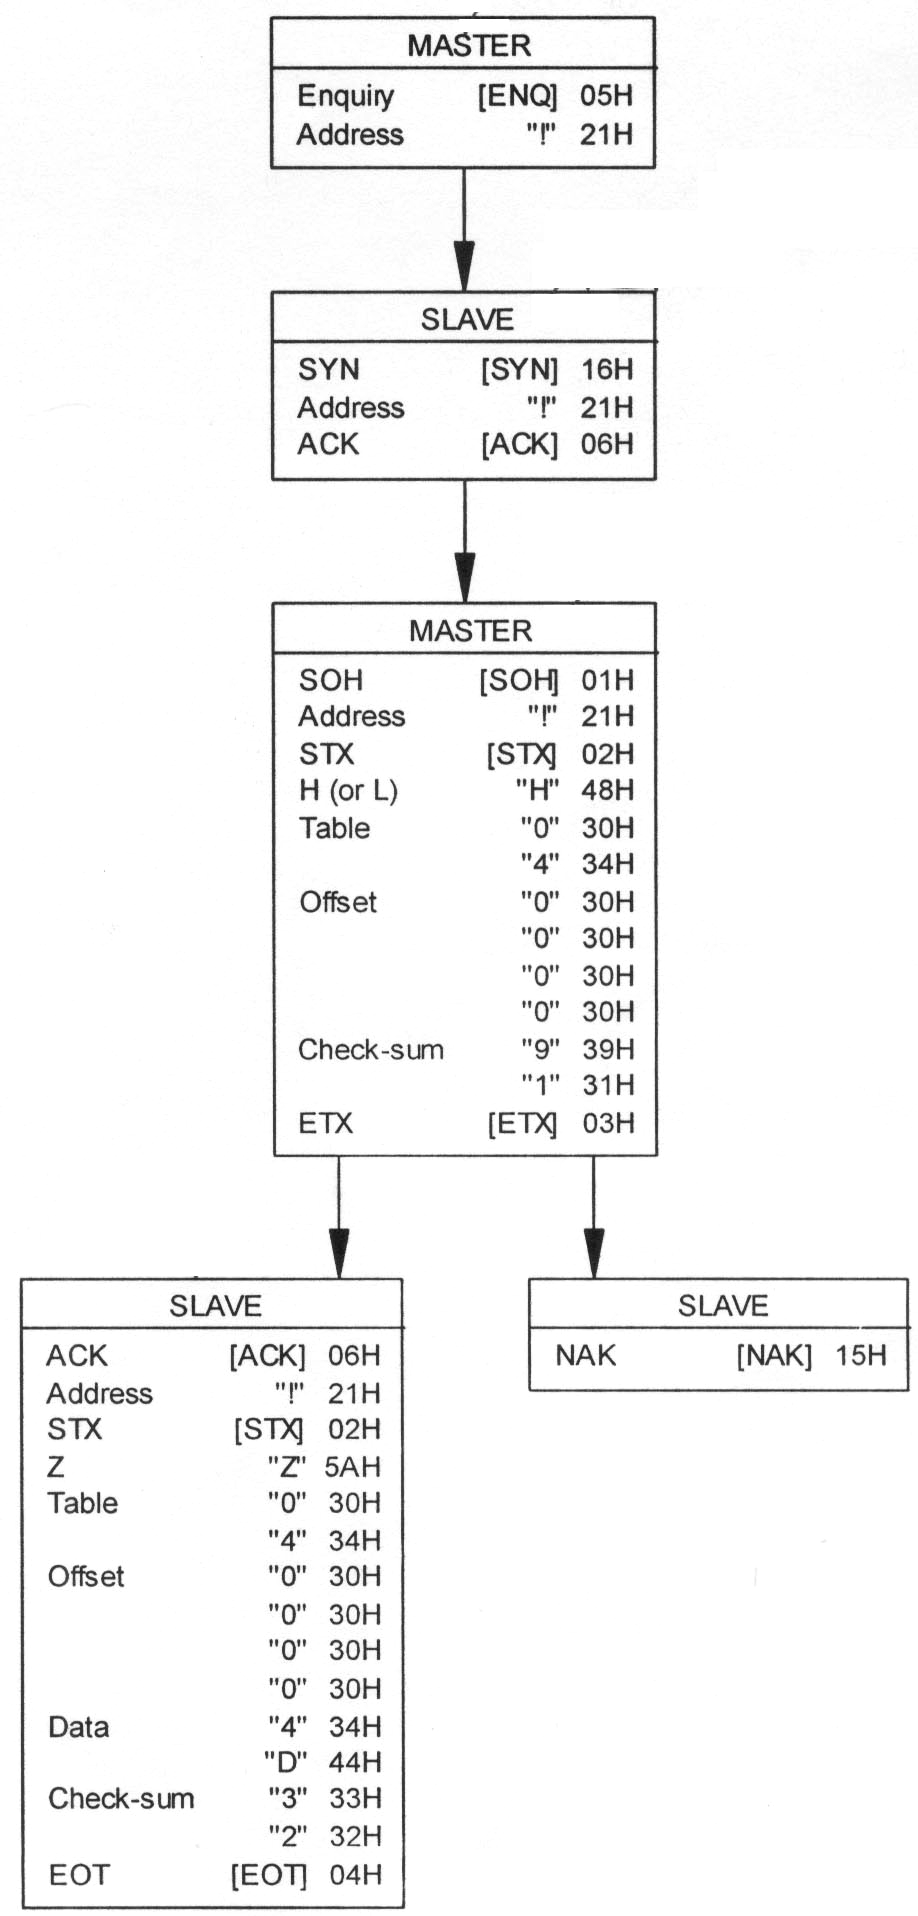 MASTER
Enquiry [ENQ] 05H
Address "!" 21H
SLAVE
SYN [SYN] 16H
Address "!" 21H
ACK [ACK] 06H
MASTER
SOH [SOH] 01H
Address "!" 21H
STX [STX] 02H
H (or L) "H" 48H
Table "0" 30H
"4" 34H
Offset "0" 30H
"0" 30H
"0" 30H
"0" 30H
Check-sum "9" 39H
"1" 31H
ETX [ETX] 03H
SLAVE
ACK [ACK] 06H
Address "!" 21H
STX [STX] 02H
Z "Z" 5AH
Table "0" 30H
"4" 34H
Offset "0" 30H
"0" 30H
"0" 30H
"0" 30H
Data "4" 34H
"D" 44H
Check-sum "3" 33H
"2" 32H
EOT [EOT] 04H
SLAVE
NAK [NAK] 15H